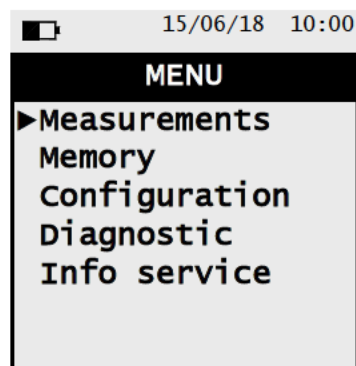 15/06/18 10:00
MENU
Measurements
Memory
Configuration
Diagnostic
Info service